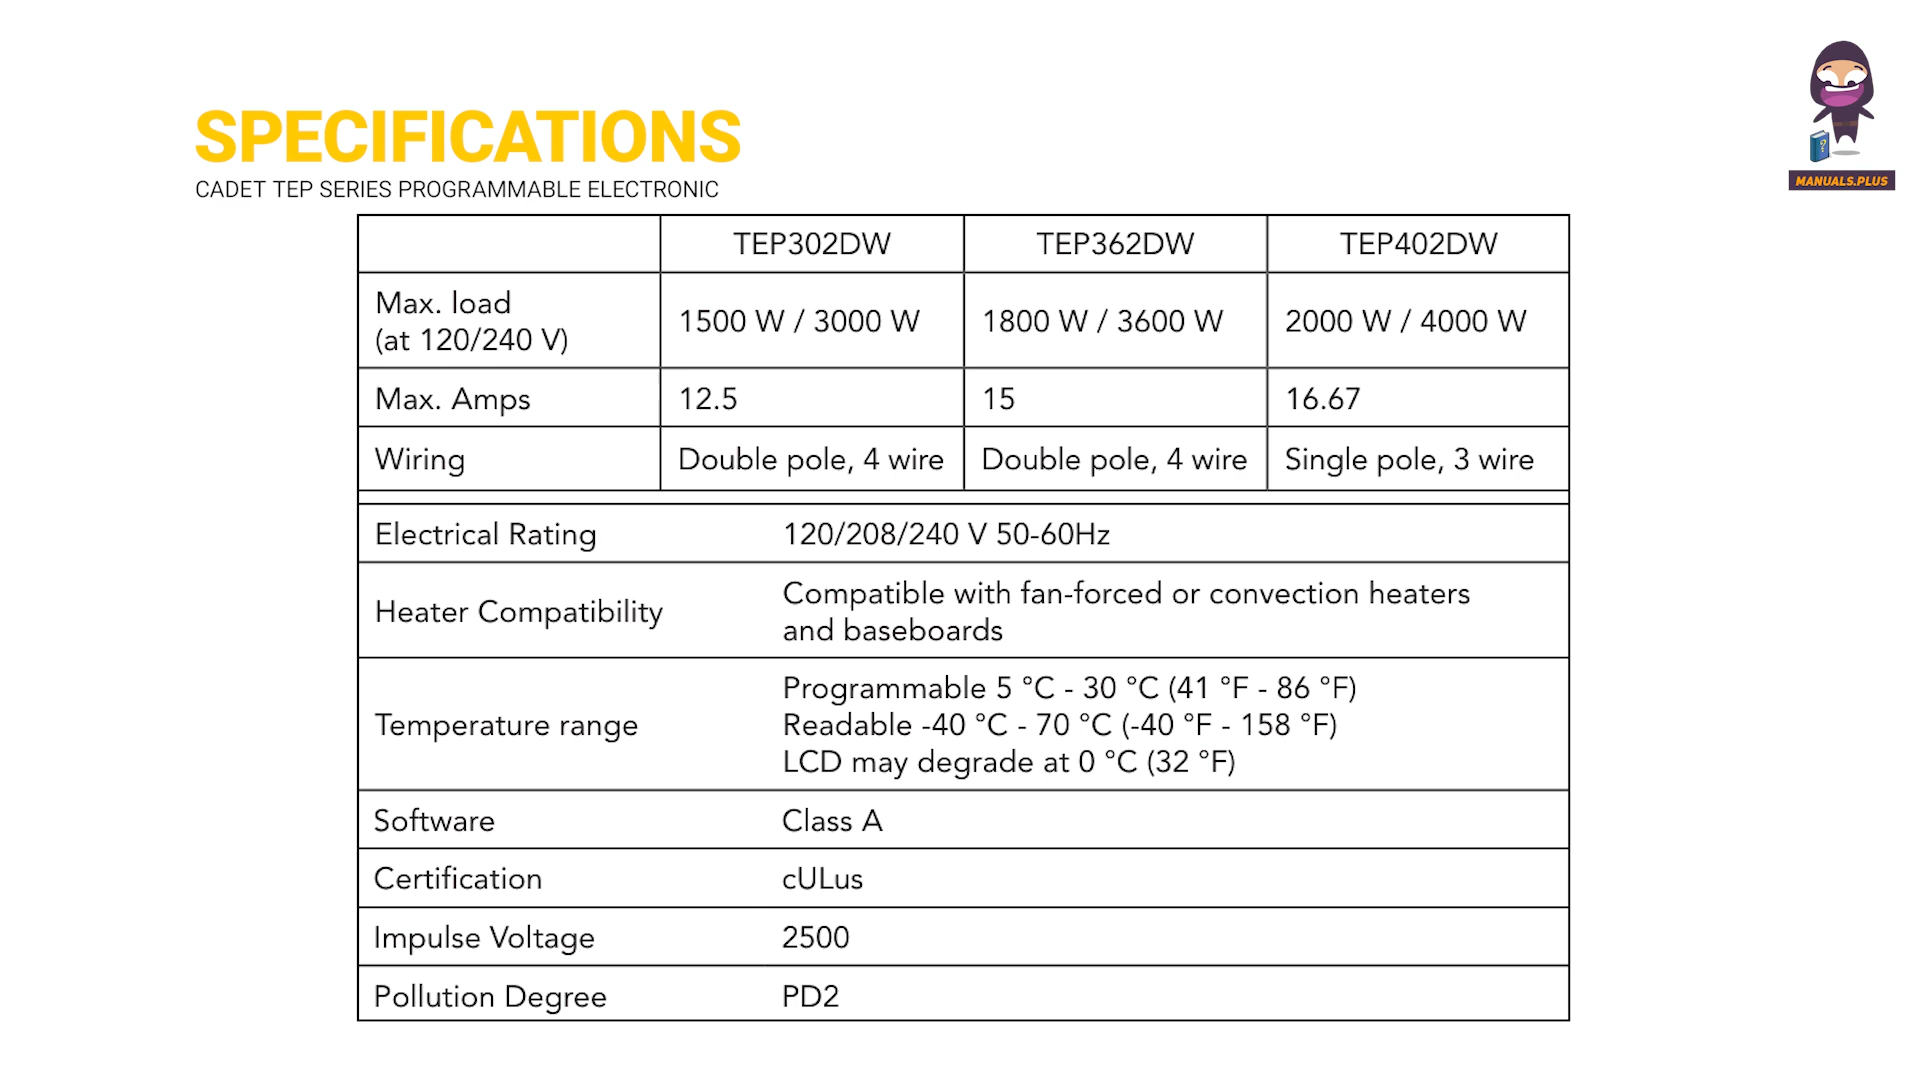 SPECIFICATIONS
CADET TEP SERIES PROGRAMMABLE ELECTRONIC
MANUALS.PLUS
TEP302DW TEP362DW TEP402DW
Max. load
(at 120/240 V)
1500 W / 3000 W 1800 W / 3600 W 2000 W / 4000 W
Max. Amps 12.5 15 16.67
Wiring Double pole, 4 wire Double pole, 4 wire Single pole, 3 wire
Electrical Rating 120/208/240 V 50-60Hz
Heater Compatibility
Compatible with fan-forced or convection heaters
and baseboards
Temperature range
Programmable 5 °C - 30 °C (41 °F - 86 °F)
Readable -40 °C - 70 °C (-40 °F - 158 °F)
LCD may degrade at 0 °C (32 °F)
Software Class A
Certification cULus
Impulse Voltage 2500
Pollution Degree PD2